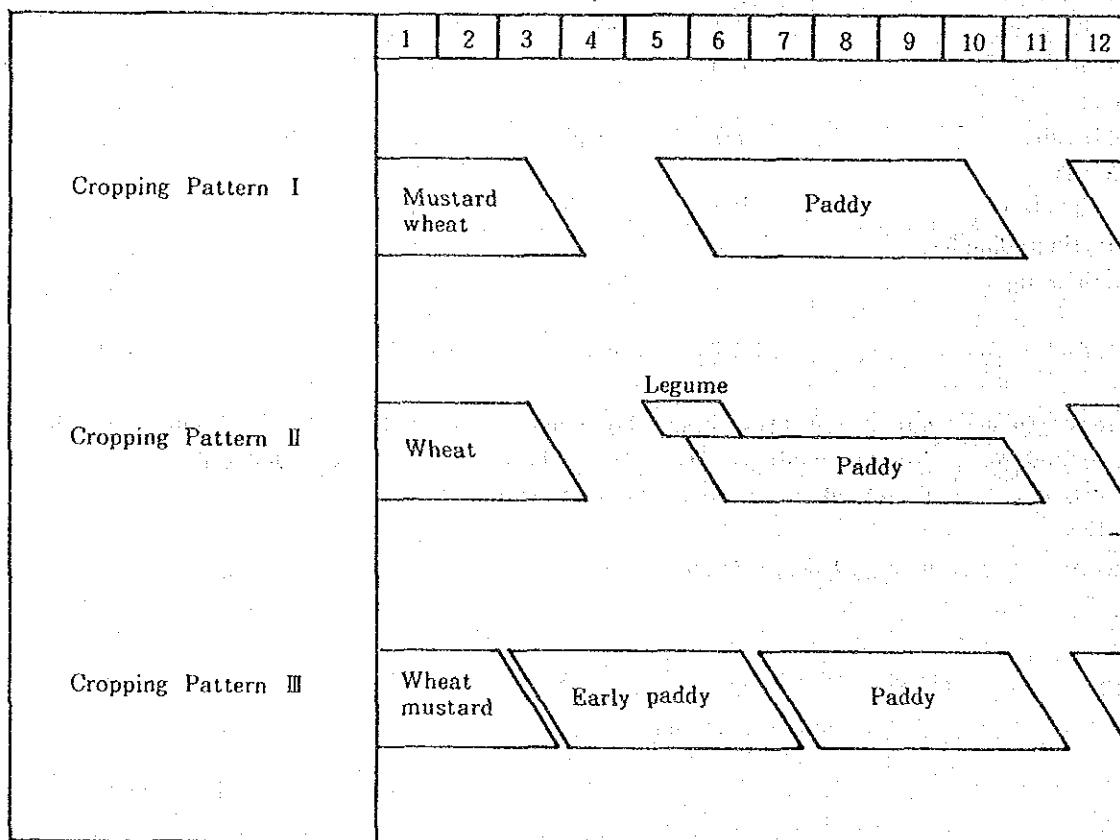 1 2 3 4 5 6 7 8 9 10 11 12
Cropping Pattern I
Mustard
wheat
Paddy
Cropping Pattern II
Wheat
Legume
Paddy
Cropping Pattern III
Wheat
mustard
Early paddy
Paddy